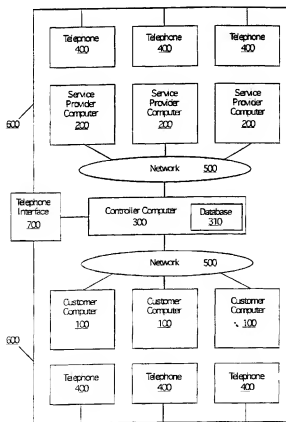 Telephone
400
Telephone
400
Telephone
400
Service
Provider
Computer
200
Service
Provider
Computer
200
Service
Provider
Computer
200
600
Network 500
Telephone
Interface
700
Controller Computer
300
Database
310
Network 500
Customer
Computer
100
Customer
Computer
100
Customer
Computer
100
600
Telephone
400
Telephone
400
Telephone
400